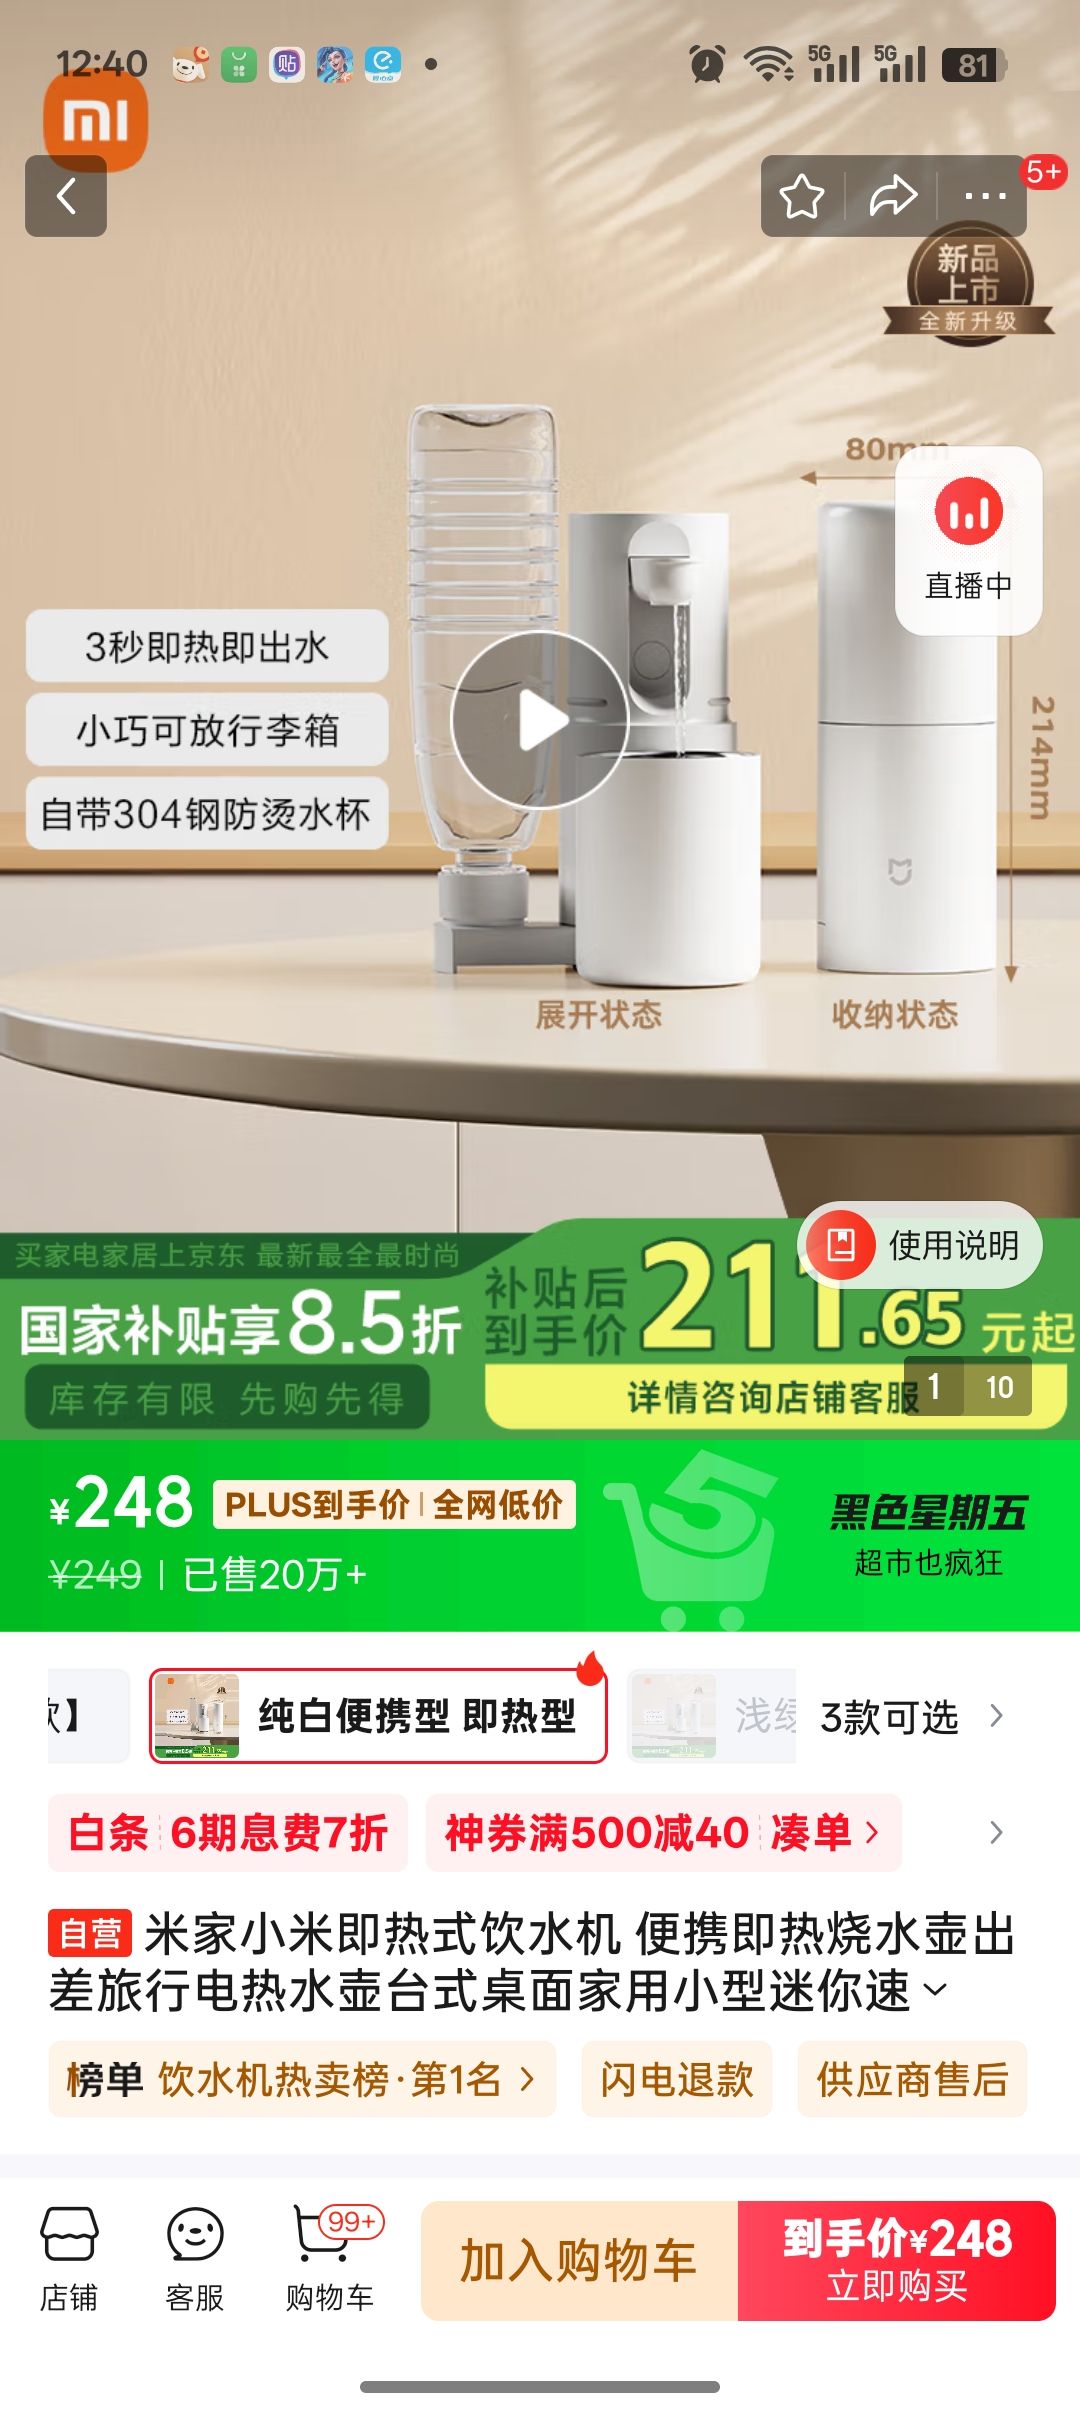 12:40
贴
5G
5G
81
mi
5+
新品
上市
全新升级
80mm
直播中
3秒即热即出水
小巧可放行李箱
自带304钢防烫水杯
214mm
展开状态
收纳状态
使用说明
买家电家居上京东 最新最全最时尚
国家补贴享8.5折
库存有限 先购先得
补贴后
到手价
211.65元起
详情咨询店铺客服
1
10
¥248
PLUS到手价
全网低价
¥249
已售20万+
5
黑色星期五
超市也疯狂
款】
纯白便携型 即热型
浅绿
3款可选
白条 6期息费7折
神券满500减40 凑单
自营 米家小米即热式饮水机 便携即热烧水壶出
差旅行电热水壶台式桌面家用小型迷你速
榜单 饮水机热卖榜·第1名
闪电退款
供应商售后
店铺
客服
99+
购物车
加入购物车
到手价¥248
立即购买